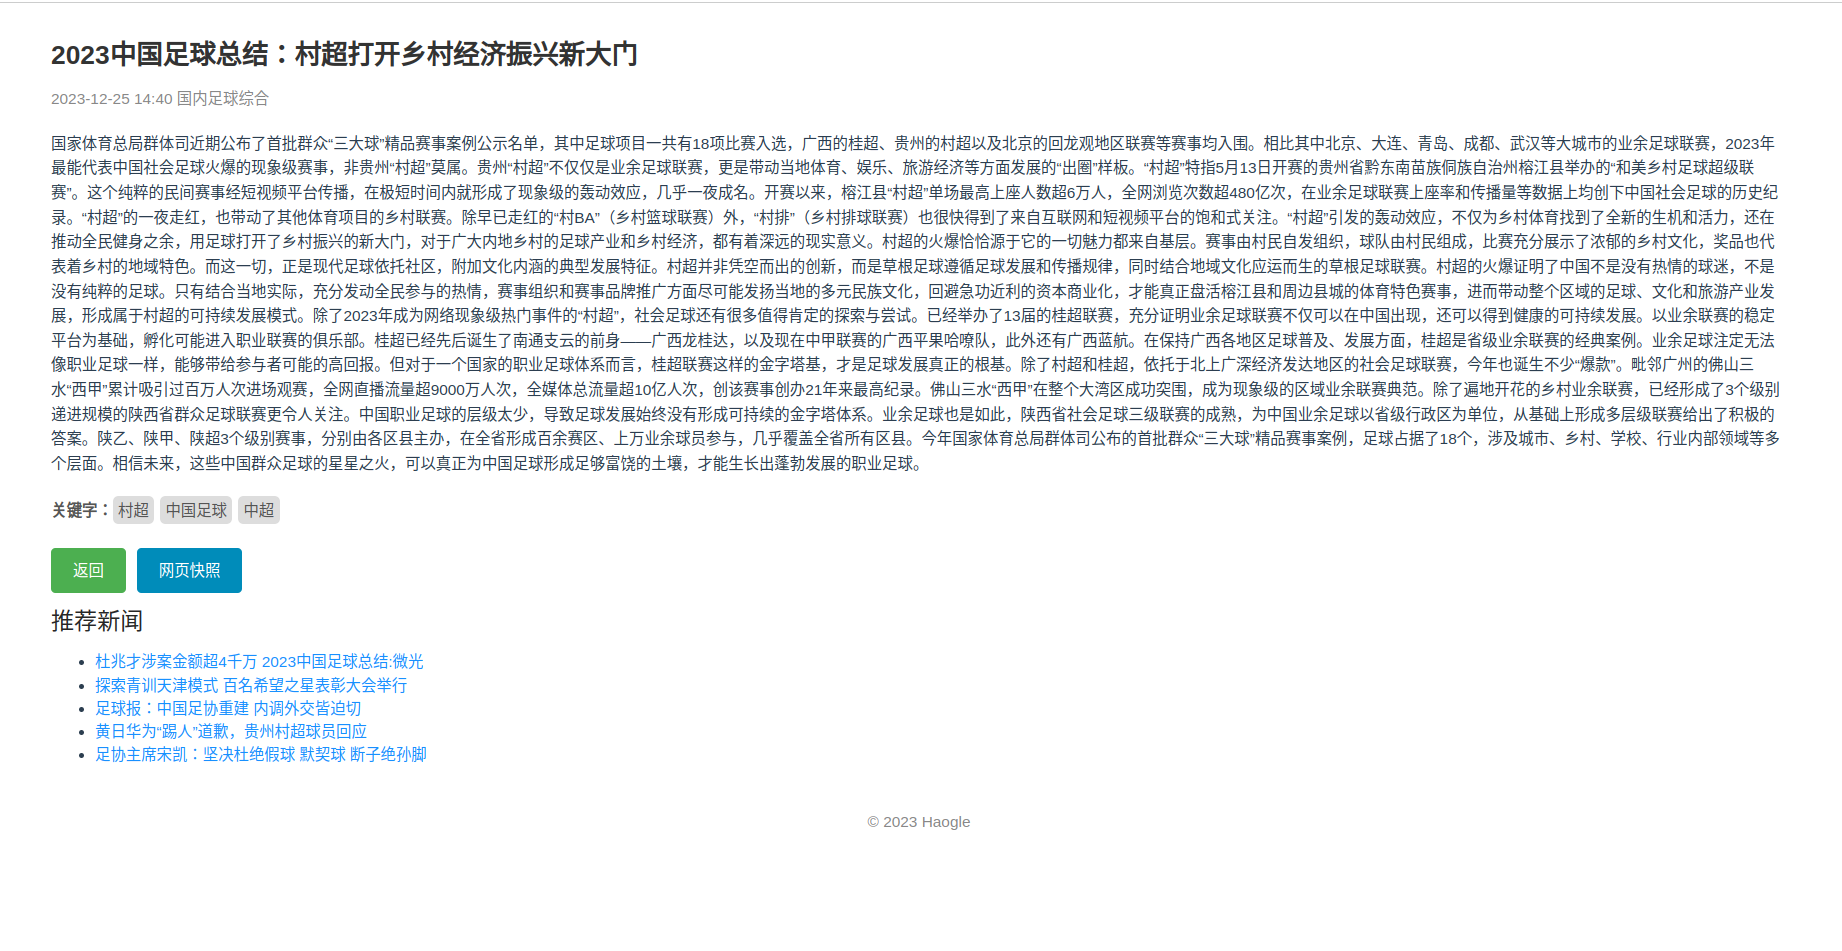 2023中国足球总结：村超打开乡村经济振兴新大门
2023-12-25 14:40 国内足球综合
国家体育总局群体司近期公布了首批群众“三大球”精品赛事案例公示名单，其中足球项目一共有18项比赛入选，广西的桂超、贵州的村超以及北京的回龙观地区联赛等赛事均入围。相比其中北京、大连、青岛、成都、武汉等大城市的业余足球联赛，2023年
最能代表中国社会足球火爆的现象级赛事，非贵州“村超”莫属。贵州“村超”不仅仅是业余足球联赛，更是带动当地体育、娱乐、旅游经济等方面发展的“出圈”样板。“村超”特指5月13日开赛的贵州省黔东南苗族侗族自治州榕江县举办的“和美乡村足球超级联
赛”。这个纯粹的民间赛事经短视频平台传播，在极短时间内就形成了现象级的轰动效应，几乎一夜成名。开赛以来，榕江县“村超”单场最高上座人数超6万人，全网浏览次数超480亿次，在业余足球联赛上座率和传播量等数据上均创下中国社会足球的历史纪
录。“村超”的一夜走红，也带动了其他体育项目的乡村联赛。除早已走红的“村BA”（乡村篮球联赛）外，“村排”（乡村排球联赛）也很快得到了来自互联网和短视频平台的饱和式关注。“村超”引发的轰动效应，不仅为乡村体育找到了全新的生机和活力，还在
推动全民健身之余，用足球打开了乡村振兴的新大门，对于广大内地乡村的足球产业和乡村经济，都有着深远的现实意义。村超的火爆恰恰源于它的一切魅力都来自基层。赛事由村民自发组织，球队由村民组成，比赛充分展示了浓郁的乡村文化，奖品也代
表着乡村的地域特色。而这一切，正是现代足球依托社区，附加文化内涵的典型发展特征。村超并非凭空而出的创新，而是草根足球遵循足球发展和传播规律，同时结合地域文化应运而生的草根足球联赛。村超的火爆证明了中国不是没有热情的球迷，不是
没有纯粹的足球。只有结合当地实际，充分发动全民参与的热情，赛事组织和赛事品牌推广方面尽可能发扬当地的多元民族文化，回避急功近利的资本商业化，才能真正盘活榕江县和周边县城的体育特色赛事，进而带动整个区域的足球、文化和旅游产业发
展，形成属于村超的可持续发展模式。除了2023年成为网络现象级热门事件的“村超”，社会足球还有很多值得肯定的探索与尝试。已经举办了13届的桂超联赛，充分证明业余足球联赛不仅可以在中国出现，还可以得到健康的可持续发展。以业余联赛的稳定
平台为基础，孵化可能进入职业联赛的俱乐部。桂超已经先后诞生了南通支云的前身——广西龙桂达，以及现在中甲联赛的广西平果哈嘹队，此外还有广西蓝航。在保持广西各地区足球普及、发展方面，桂超是省级业余联赛的经典案例。业余足球注定无法
像职业足球一样，能够带给参与者可能的高回报。但对于一个国家的职业足球体系而言，桂超联赛这样的金字塔基，才是足球发展真正的根基。除了村超和桂超，依托于北上广深经济发达地区的社会足球联赛，今年也诞生不少“爆款”。毗邻广州的佛山三
水“西甲”累计吸引过百万人次进场观赛，全网直播流量超9000万人次，全媒体总流量超10亿人次，创该赛事创办21年来最高纪录。佛山三水“西甲”在整个大湾区成功突围，成为现象级的区域业余联赛典范。除了遍地开花的乡村业余联赛，已经形成了3个级别
递进规模的陕西省群众足球联赛更令人关注。中国职业足球的层级太少，导致足球发展始终没有形成可持续的金字塔体系。业余足球也是如此，陕西省社会足球三级联赛的成熟，为中国业余足球以省级行政区为单位，从基础上形成多层级联赛给出了积极的
答案。陕乙、陕甲、陕超3个级别赛事，分别由各区县主办，在全省形成百余赛区、上万业余球员参与，几乎覆盖全省所有区县。今年国家体育总局群体司公布的首批群众“三大球”精品赛事案例，足球占据了18个，涉及城市、乡村、学校、行业内部领域等多
个层面。相信未来，这些中国群众足球的星星之火，可以真正为中国足球形成足够富饶的土壤，才能生长出蓬勃发展的职业足球。
关键字：村超 中国足球 中超
返回 网页快照
推荐新闻
杜兆才涉案金额超4千万 2023中国足球总结:微光
探索青训天津模式 百名希望之星表彰大会举行
足球报：中国足协重建 内调外交皆迫切
黄日华为“踢人”道歉，贵州村超球员回应
足协主席宋凯：坚决杜绝假球 默契球 断子绝孙脚
© 2023 Haogle